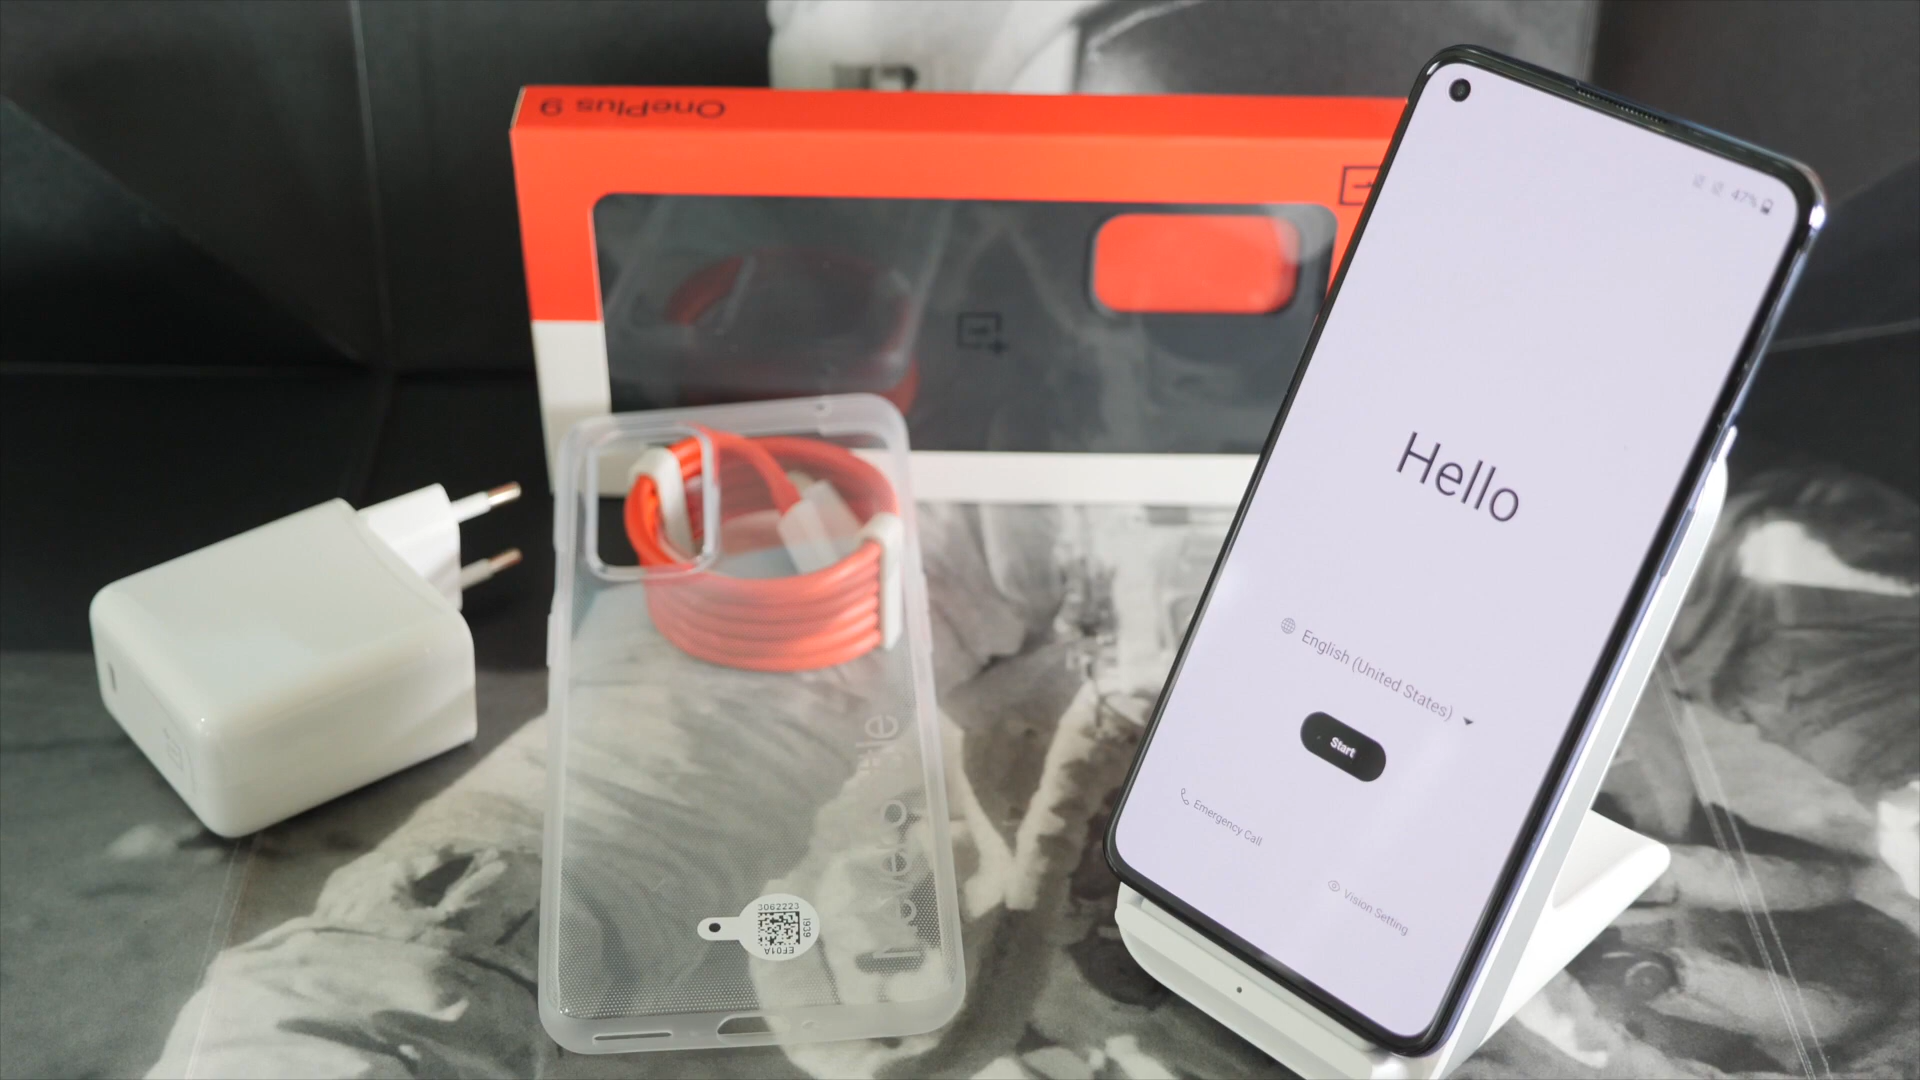 OnePlus 9
47%
Hello
English (United States)
Start
Emergency Call
Vision Setting
3062223
1939
EF01A